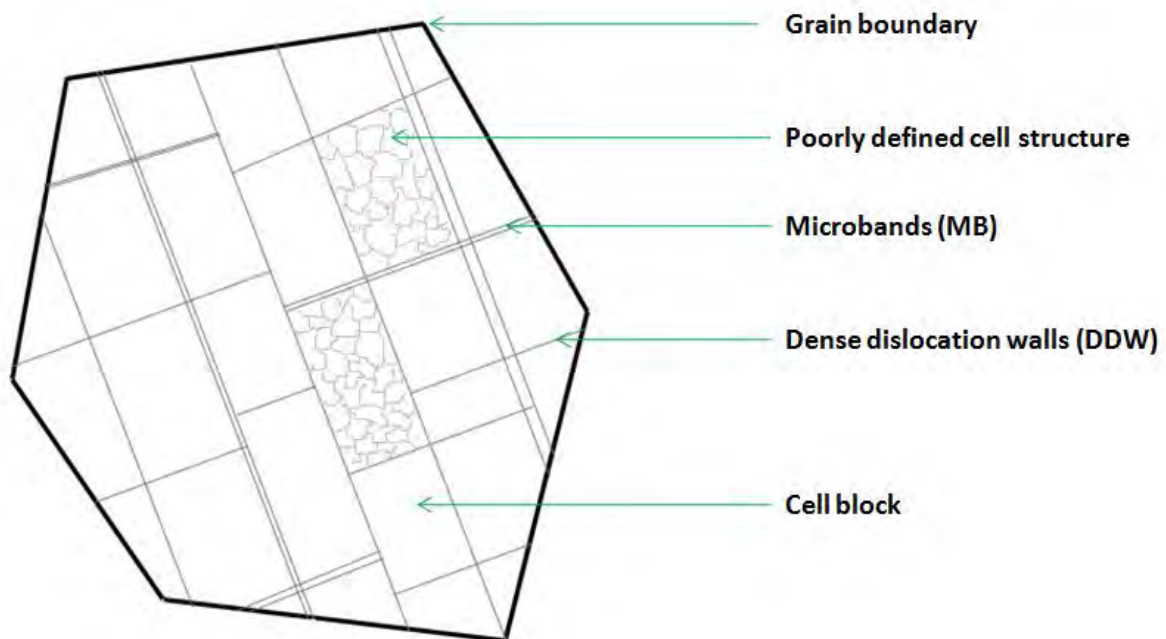 Grain boundary
Poorly defined cell structure
Microbands (MB)
Dense dislocation walls (DDW)
Cell block